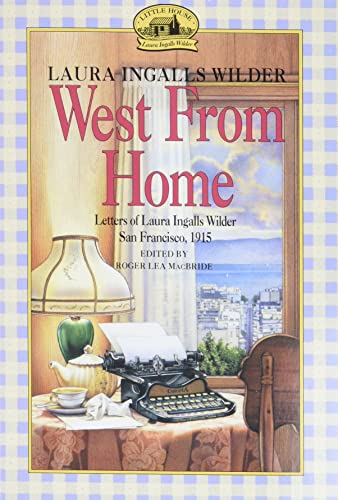 LITTLE HOUSE
Laura Ingalls Wilder
LAURA INGALLS WILDER
West From
Home
Letters of Laura Ingalls Wilder
San Francisco, 1915
EDITED BY
ROGER LEA MACBRIDE
CORONA